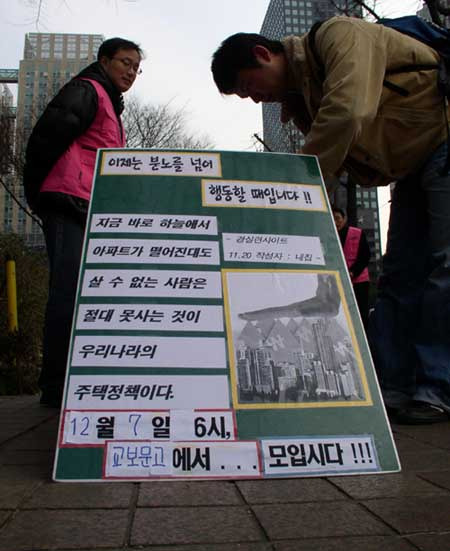 이제는 분노를 넘어
행동할 때입니다 !!
지금 바로 하늘에서
아파트가 떨어진대도
살 수 없는 사람은
절대 못사는 것이
우리나라의
주택정책이다.
- 경실련사이트
11.20 작성자 : 내집 -
12월 7일 6시,
교보문고에서 . . . 모입시다 !!!